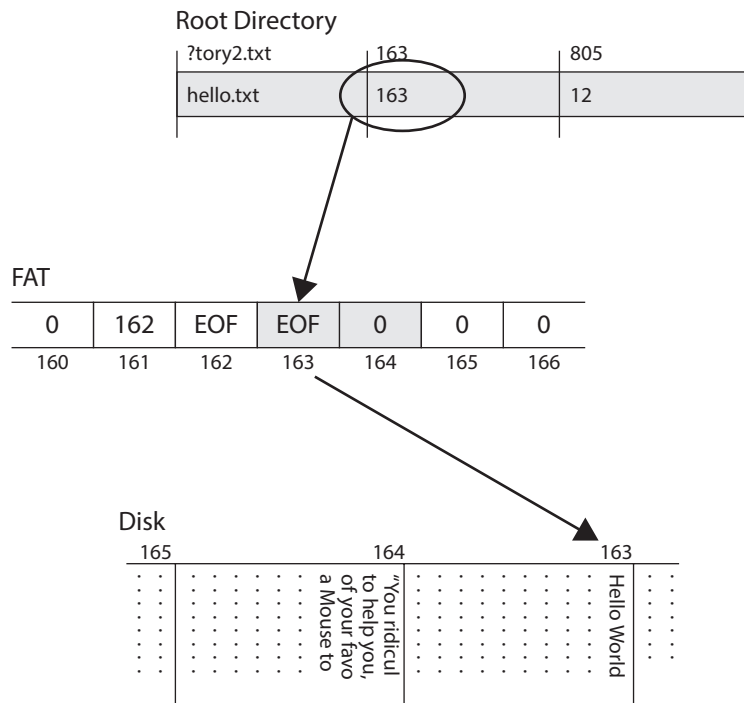 Root Directory
?tory2.txt 163 805
hello.txt 163 12
FAT
0 162 EOF EOF 0 0 0
160 161 162 163 164 165 166
Disk
165 164 163
"You ridicul
to help you,
of your favo
a Mouse to
Hello World